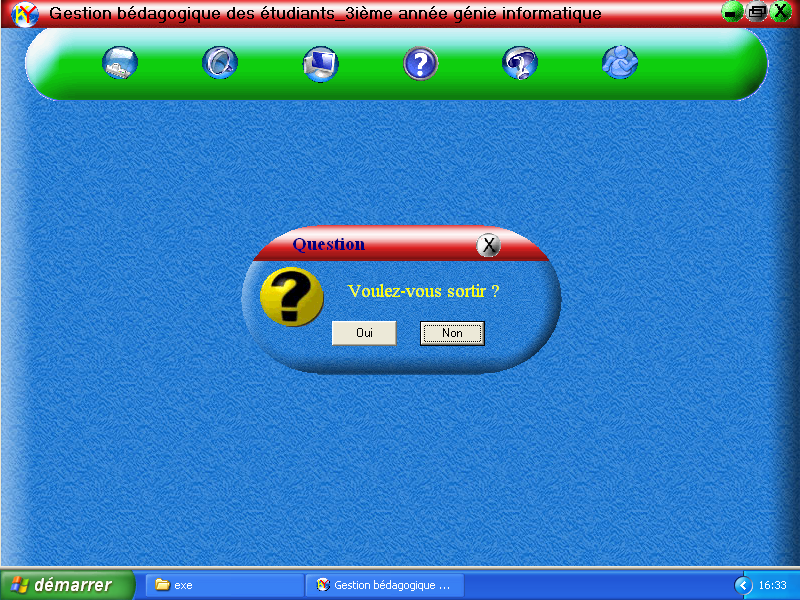 Gestion bédagogique des étudiants_3ième année génie informatique
Question
X
Voulez-vous sortir ?
Oui
Non
démarrer
exe
Gestion bédagogique ...
16:33